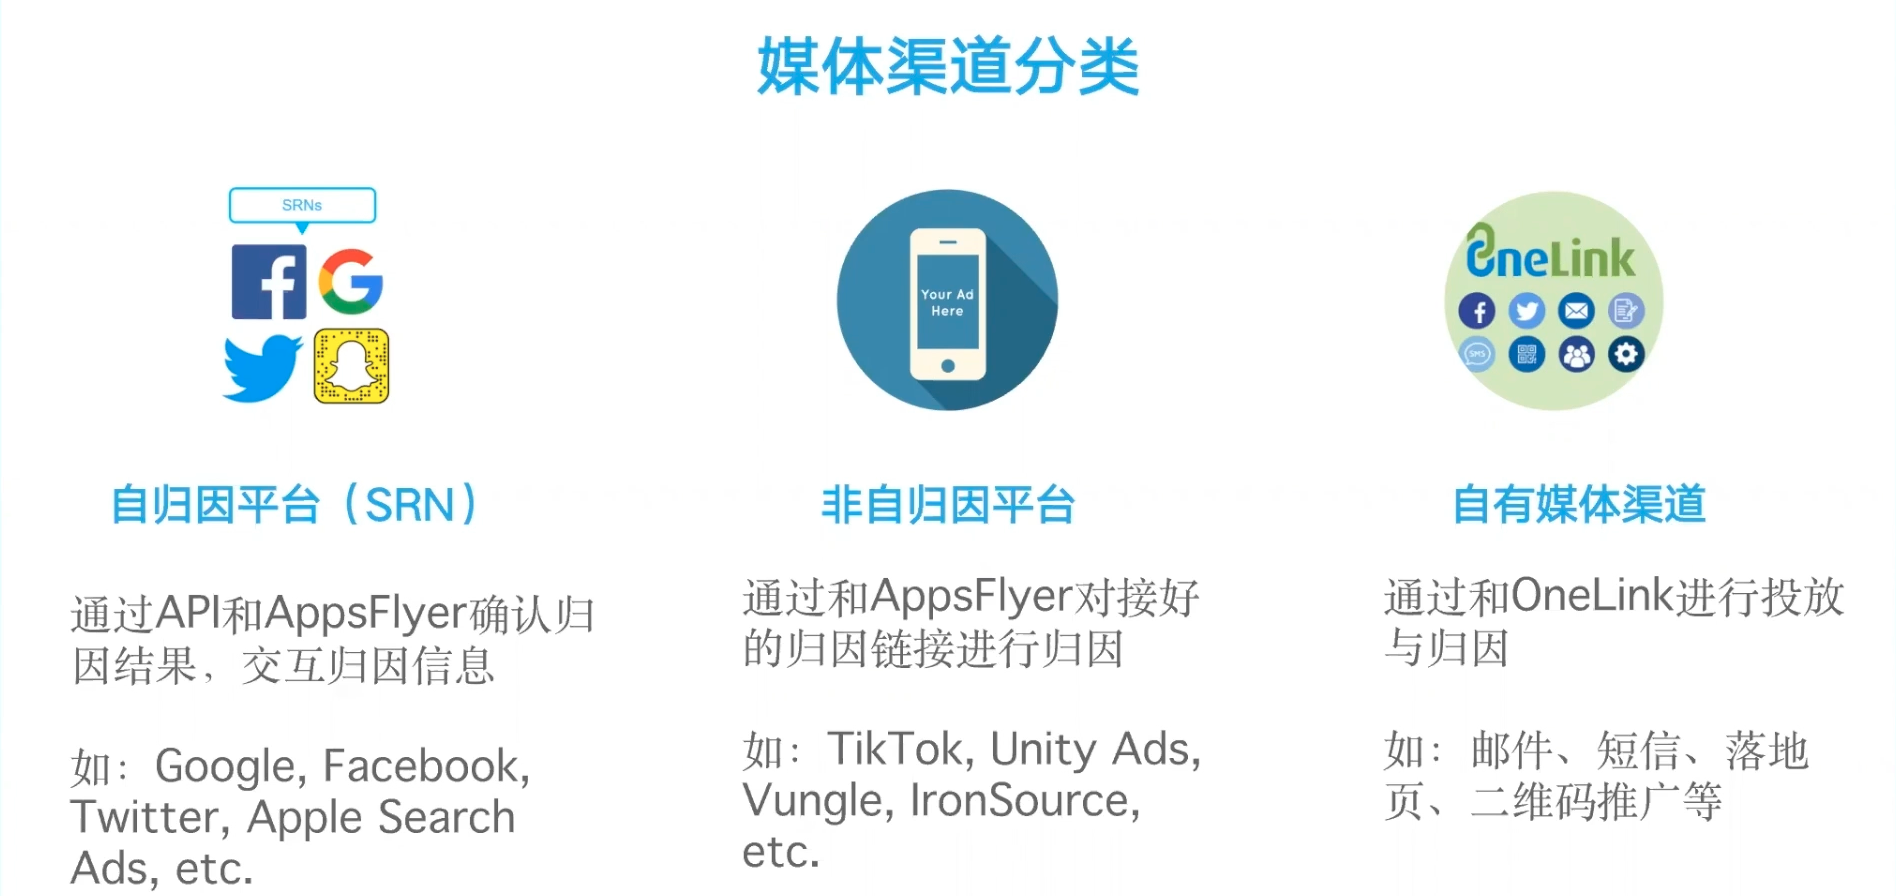 媒体渠道分类
SRNs
Your Ad
Here
OneLink
SMS
自归因平台（SRN）
通过API和AppsFlyer确认归
因结果，交互归因信息
如：Google, Facebook,
Twitter, Apple Search
Ads, etc.
非自归因平台
通过和AppsFlyer对接好
的归因链接进行归因
如：TikTok, Unity Ads,
Vungle, IronSource,
etc.
自有媒体渠道
通过和OneLink进行投放
与归因
如：邮件、短信、落地
页、二维码推广等